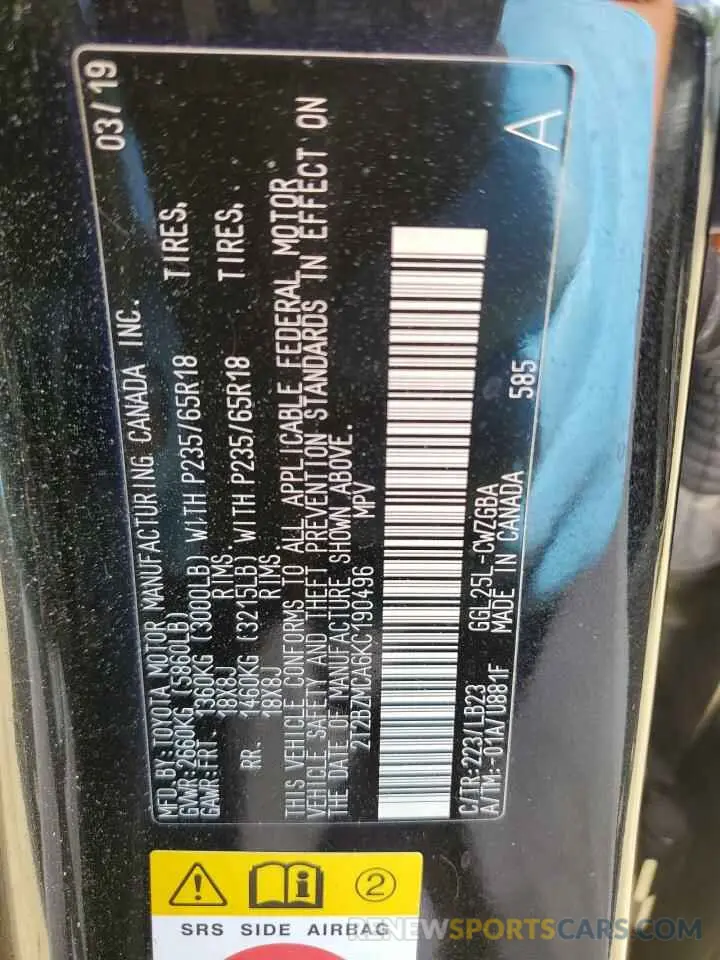 03/19
MFD. BY: TOYOTA MOTOR MANUFACTURING CANADA INC.
GVWR: 2660KG (5860LB)
GAWR: FRT. 1360KG (3000LB) WITH P235/65R18 TIRES,
18X8J RIMS.
RR. 1460KG (3215LB) WITH P235/65R18 TIRES,
18X8J RIMS.
THIS VEHICLE CONFORMS TO ALL APPLICABLE FEDERAL MOTOR
VEHICLE SAFETY AND THEFT PREVENTION STANDARDS IN EFFECT ON
THE DATE OF MANUFACTURE SHOWN ABOVE.
2T2BZMCA6KC190496 MPV
C/TR: 223/LB23 GGL25L-CWZGBA
A/TM: -01A/U881F MADE IN CANADA 585
A
2
SRS SIDE AIRBAG
RENEWSPORTSCARS.COM